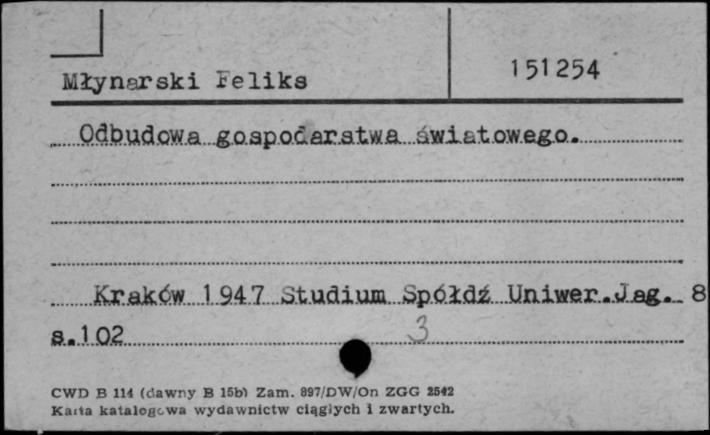 Młynarski Feliks
151254
Odbudowa gospodarstwa światowego.
Kraków 1947 Studium Spółdź Uniwer.Jag. 8
s.102
3
CWD B 114 (dawny B 15b) Zam. 897/DW/On ZGG 2542
Karta katalogowa wydawnictw ciągłych i zwartych.